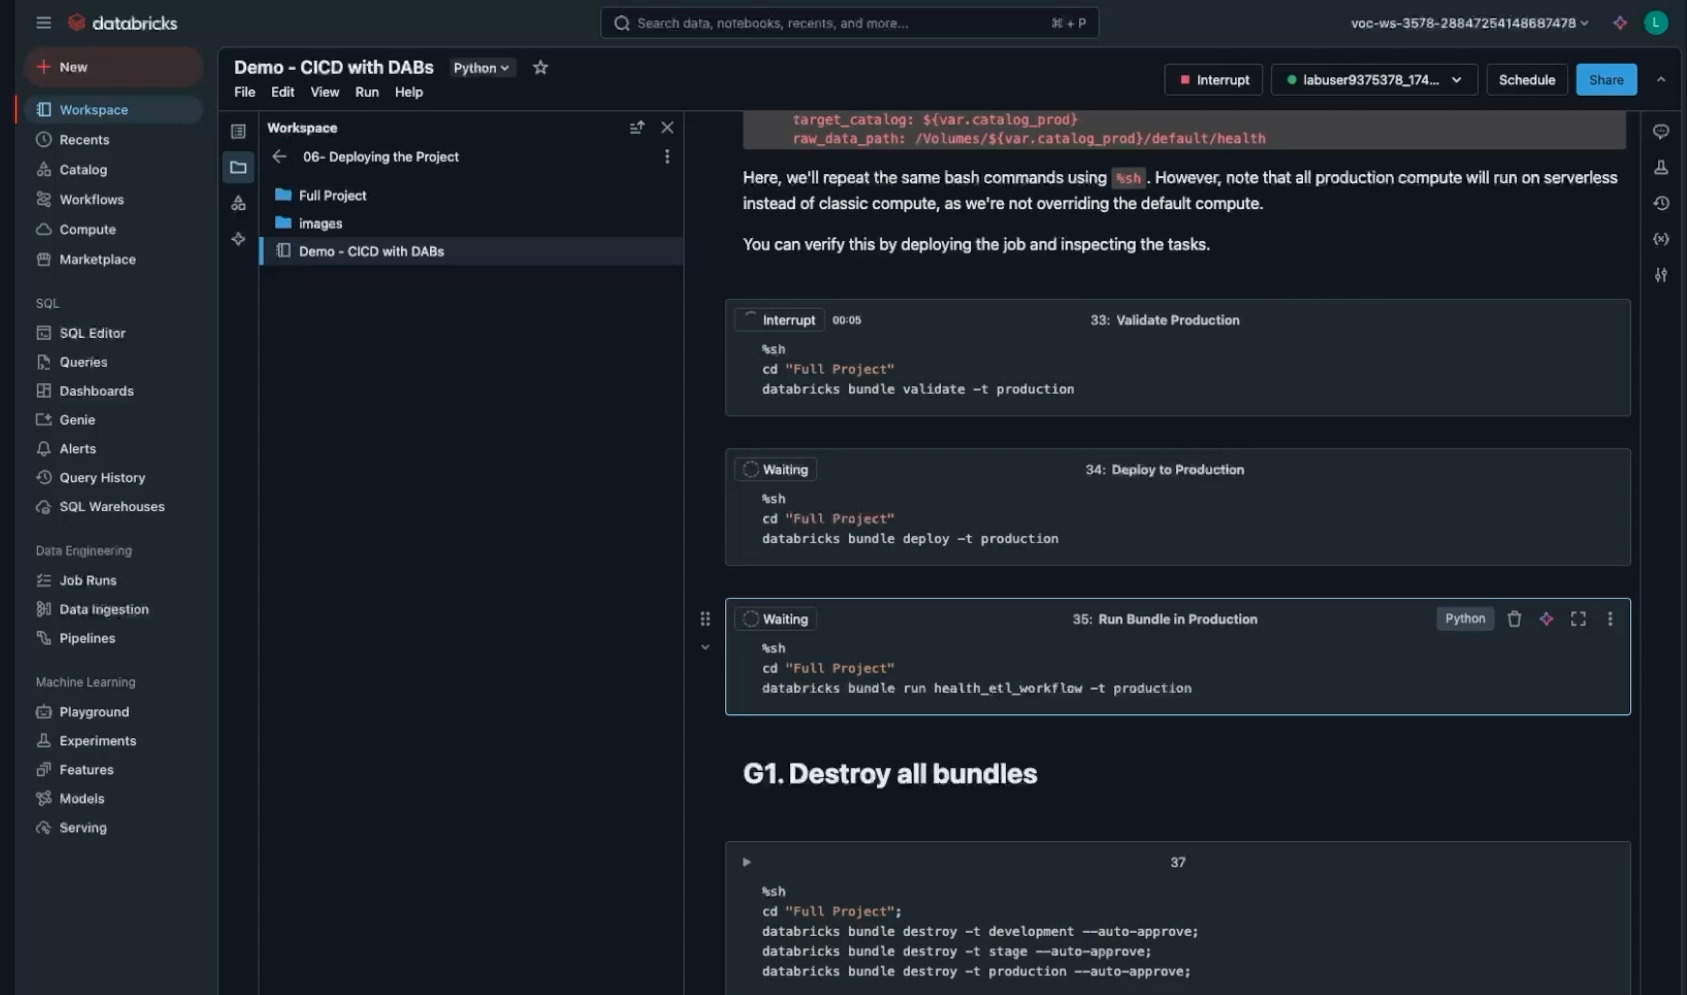 databricks
Search data, notebooks, recents, and more...
⌘ + P
voc-ws-3578-28847254148687478
L
New
Workspace
Recents
Catalog
Workflows
Compute
Marketplace
SQL
SQL Editor
Queries
Dashboards
Genie
Alerts
Query History
SQL Warehouses
Data Engineering
Job Runs
Data Ingestion
Pipelines
Machine Learning
Playground
Experiments
Features
Models
Serving
Demo - CICD with DABs
Python
File Edit View Run Help
Interrupt
labuser9375378_174...
Schedule
Share
Workspace
06- Deploying the Project
Full Project
images
Demo - CICD with DABs
target_catalog: ${var.catalog_prod}
raw_data_path: /Volumes/${var.catalog_prod}/default/health
Here, we'll repeat the same bash commands using %sh . However, note that all production compute will run on serverless
instead of classic compute, as we're not overriding the default compute.
You can verify this by deploying the job and inspecting the tasks.
Interrupt 00:05 33: Validate Production
%sh
cd "Full Project"
databricks bundle validate -t production
Waiting 34: Deploy to Production
%sh
cd "Full Project"
databricks bundle deploy -t production
Waiting 35: Run Bundle in Production Python
%sh
cd "Full Project"
databricks bundle run health_etl_workflow -t production
G1. Destroy all bundles
37
%sh
cd "Full Project";
databricks bundle destroy -t development --auto-approve;
databricks bundle destroy -t stage --auto-approve;
databricks bundle destroy -t production --auto-approve;